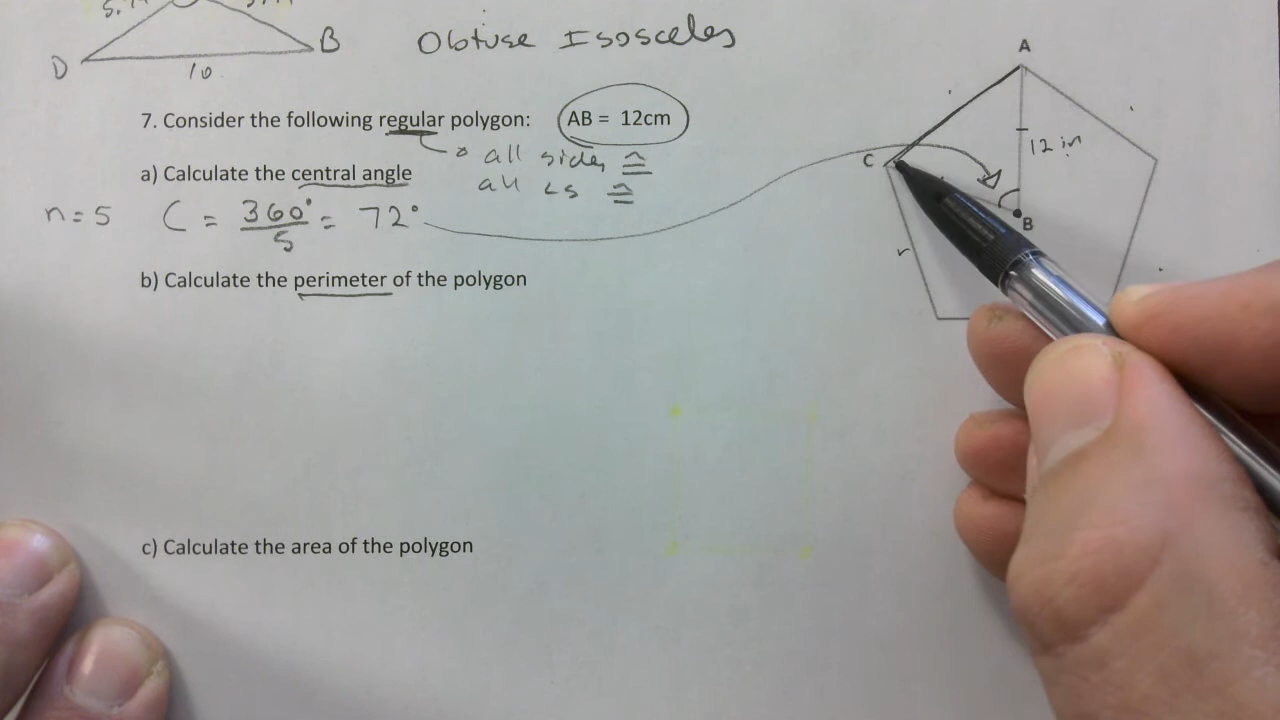 D
10
B
Obtuse Isosceles
7. Consider the following regular polygon: AB = 12cm
all sides ≅
all ∠s ≅
a) Calculate the central angle
n = 5 C = 360° / 5 = 72°
b) Calculate the perimeter of the polygon
c) Calculate the area of the polygon
A
C
12 in
B